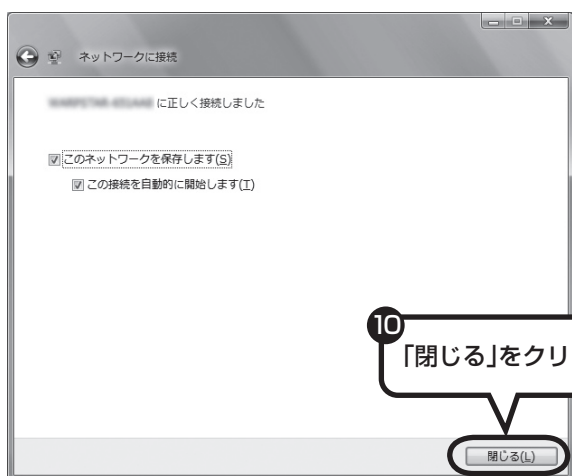 ネットワークに接続
に正しく接続しました
このネットワークを保存します(S)
この接続を自動的に開始します(T)
10
「閉じる」をクリ
閉じる(L)